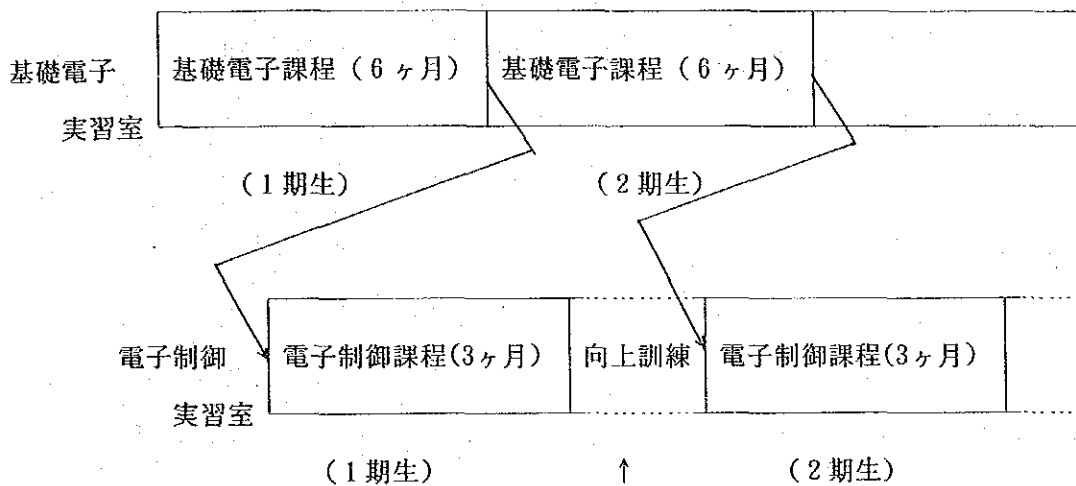 基礎電子 基礎電子課程（6ヶ月） 基礎電子課程（6ヶ月）
実習室
（1期生） （2期生）
電子制御 電子制御課程(3ヶ月) 向上訓練 電子制御課程(3ヶ月)
実習室
（1期生） ↑ （2期生）